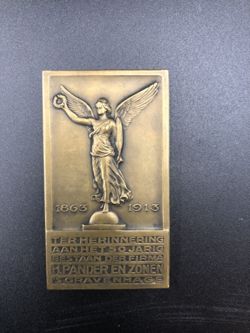 1863 1913
TER HERINNERING
AAN HET 50 JARIG
BESTAAN DER FIRMA
H. PANDER EN ZONEN
'S GRAVENHAGE